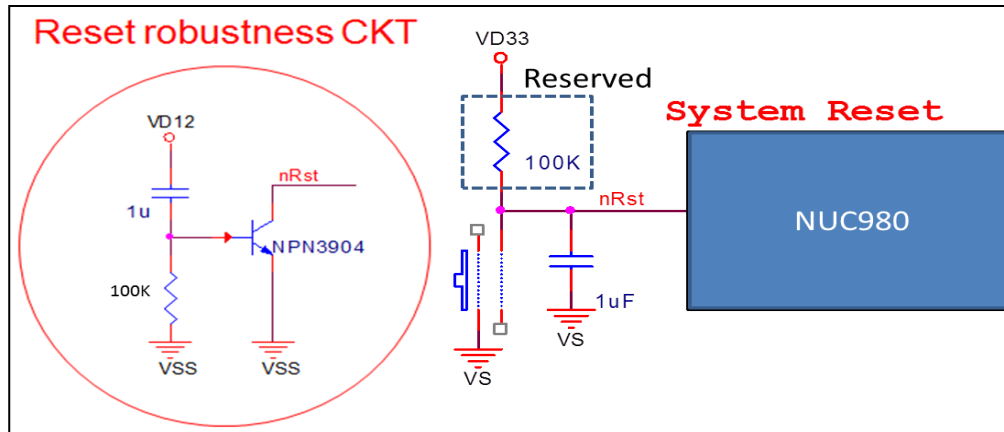 Reset robustness CKT
VD12
1u
nRst
NPN3904
100K
VSS
VSS
VD33
Reserved
100K
nRst
1uF
VS
VS
System Reset
NUC980